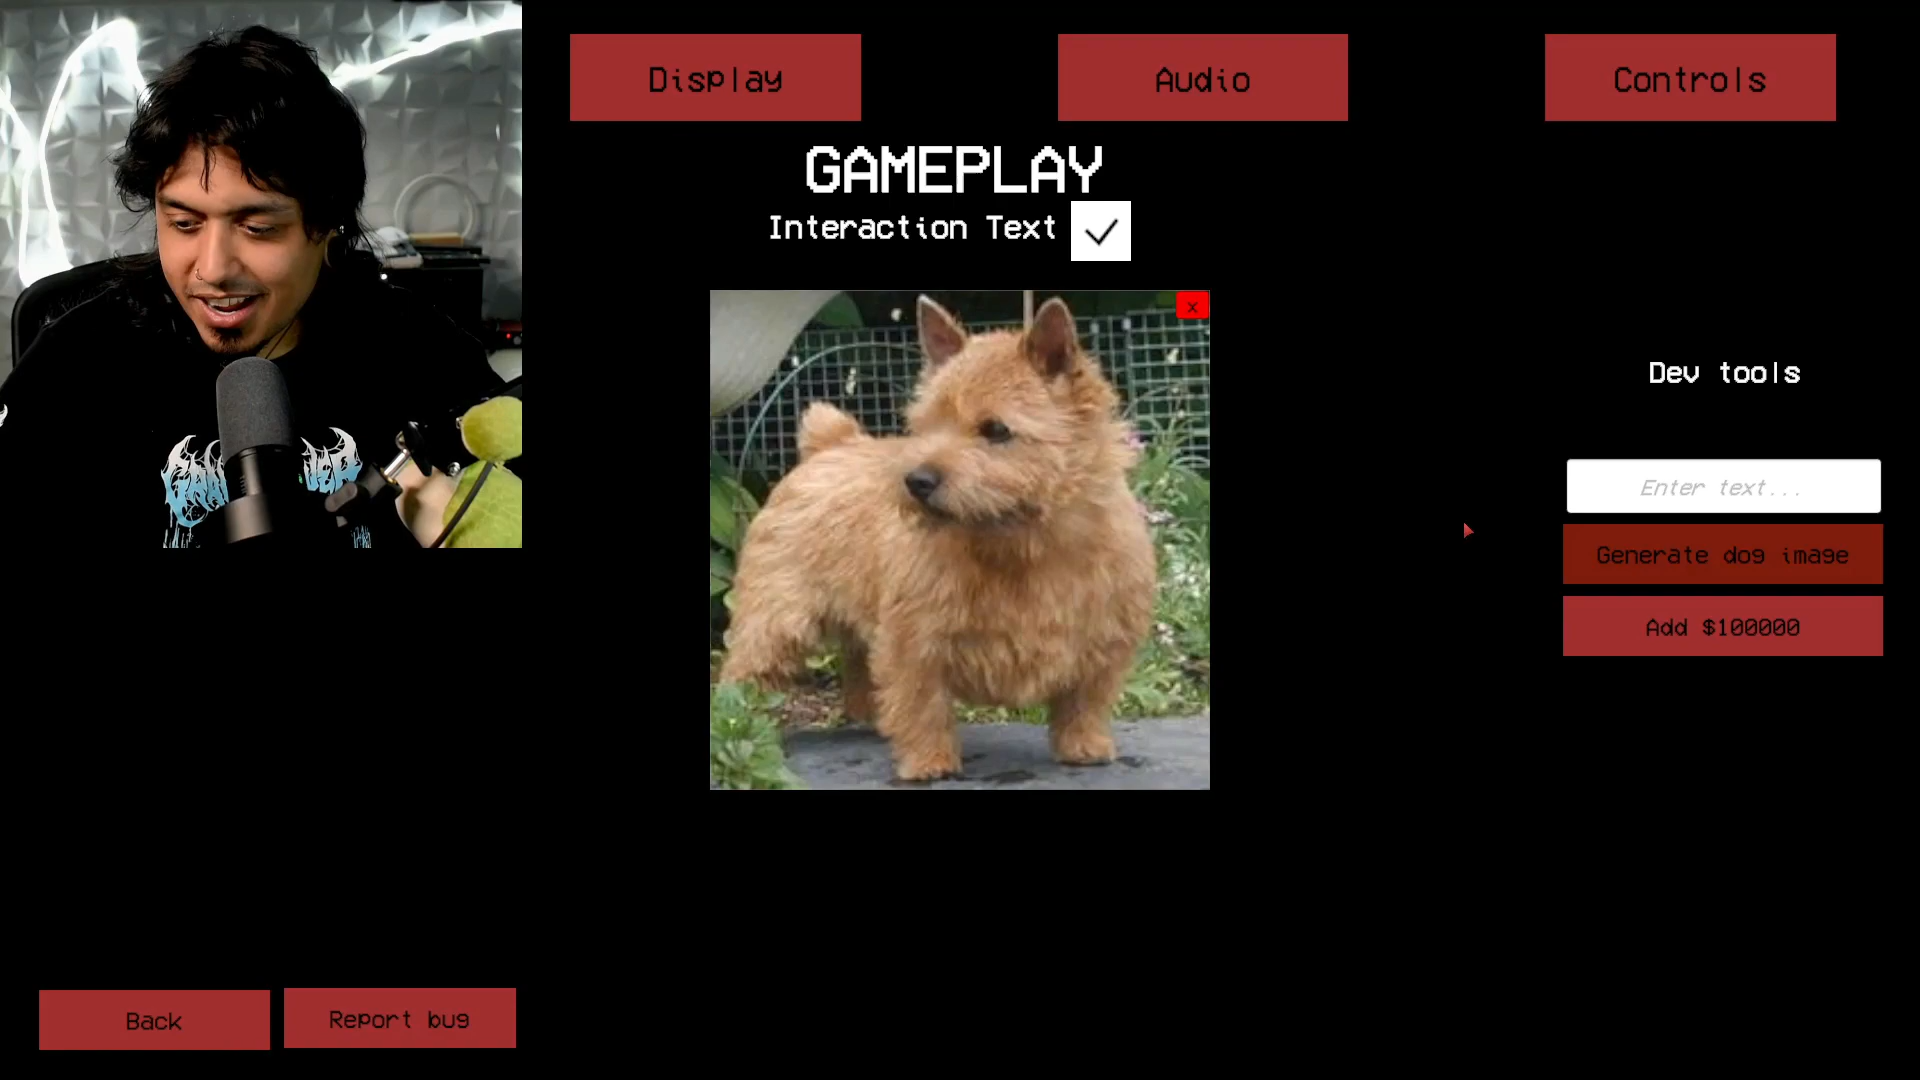 Display
Audio
Controls
GAMEPLAY
Interaction Text
x
Dev tools
Enter text...
Generate dog image
Add $100000
Back
Report bug